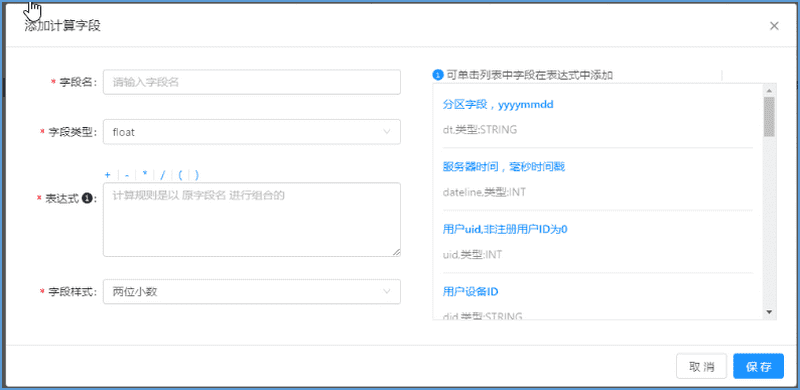 添加计算字段
* 字段名:
请输入字段名
* 字段类型:
float
+ - * / ( )
* 表达式 :
计算规则是以 原字段名 进行组合的
* 字段样式:
两位小数
可单击列表中字段在表达式中添加
分区字段，yyyymmdd
dt,类型:STRING
服务器时间，毫秒时间戳
dateline,类型:INT
用户uid,非注册用户ID为0
uid,类型:INT
用户设备ID
did,类型:STRING
取 消
保 存